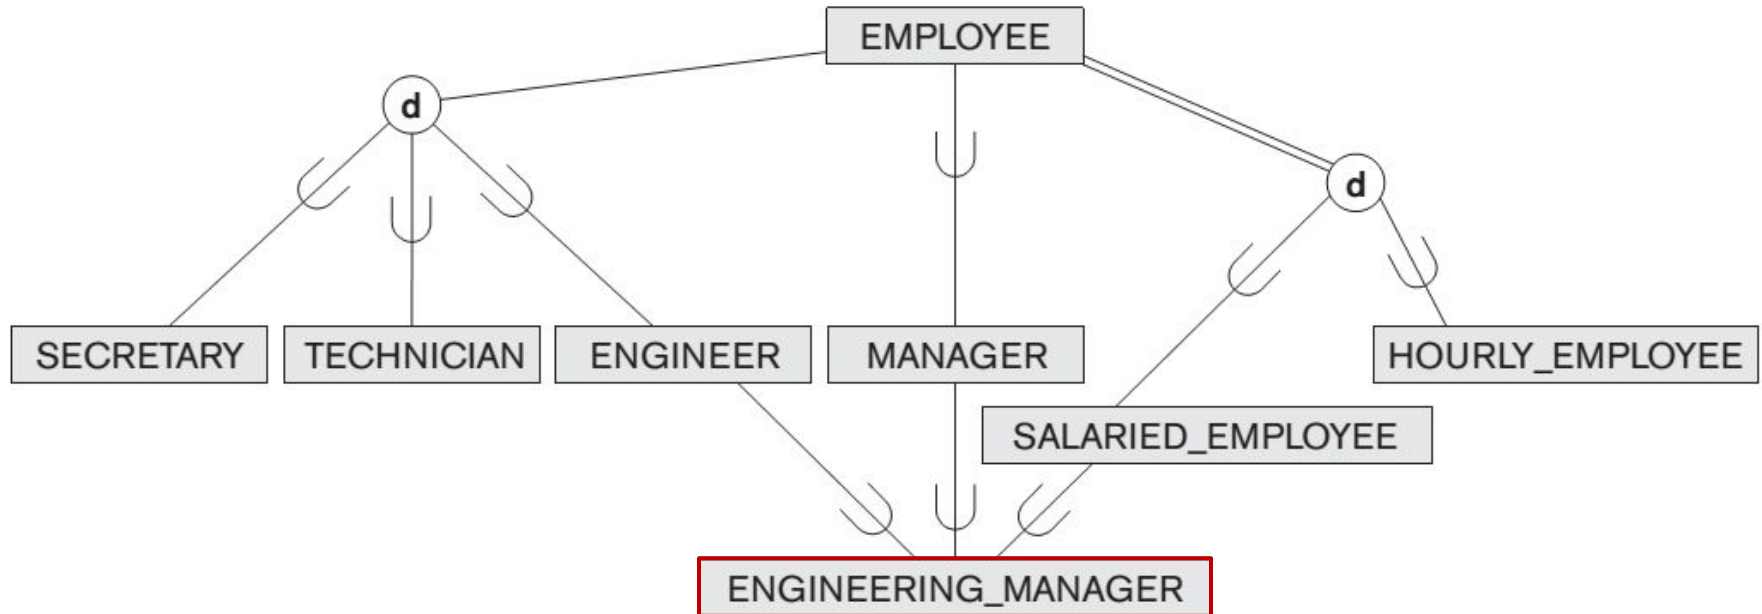 EMPLOYEE
d
d
SECRETARY
TECHNICIAN
ENGINEER
MANAGER
HOURLY_EMPLOYEE
SALARIED_EMPLOYEE
ENGINEERING_MANAGER